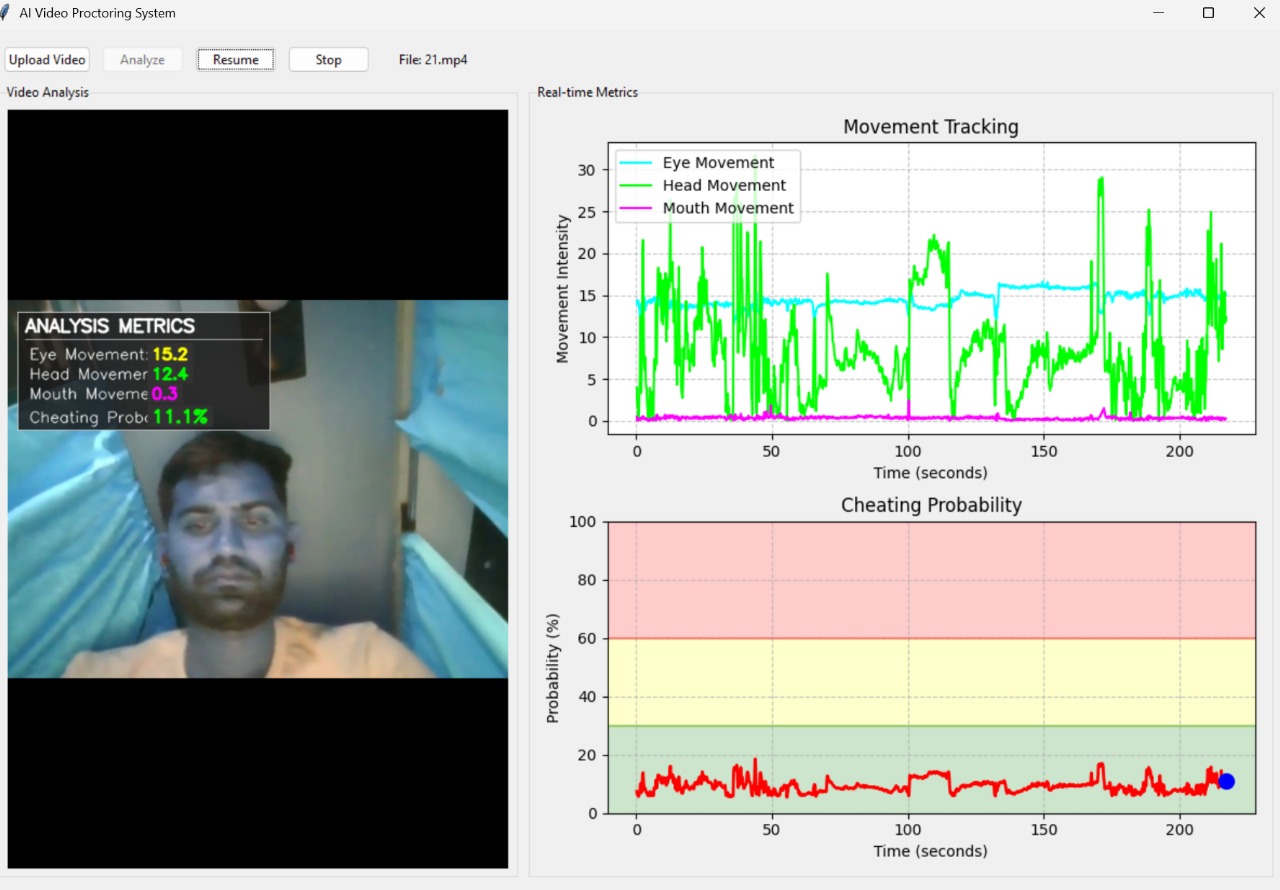 AI Video Proctoring System
Upload Video Analyze Resume Stop File: 21.mp4
Video Analysis
ANALYSIS METRICS
Eye Movement: 15.2
Head Movemer 12.4
Mouth Moveme 0.3
Cheating Probc 11.1%
Real-time Metrics
Movement Tracking
Eye Movement
Head Movement
Mouth Movement
Movement Intensity
30
25
20
15
10
5
0
0 50 100 150 200
Time (seconds)
Cheating Probability
Probability (%)
100
80
60
40
20
0
0 50 100 150 200
Time (seconds)